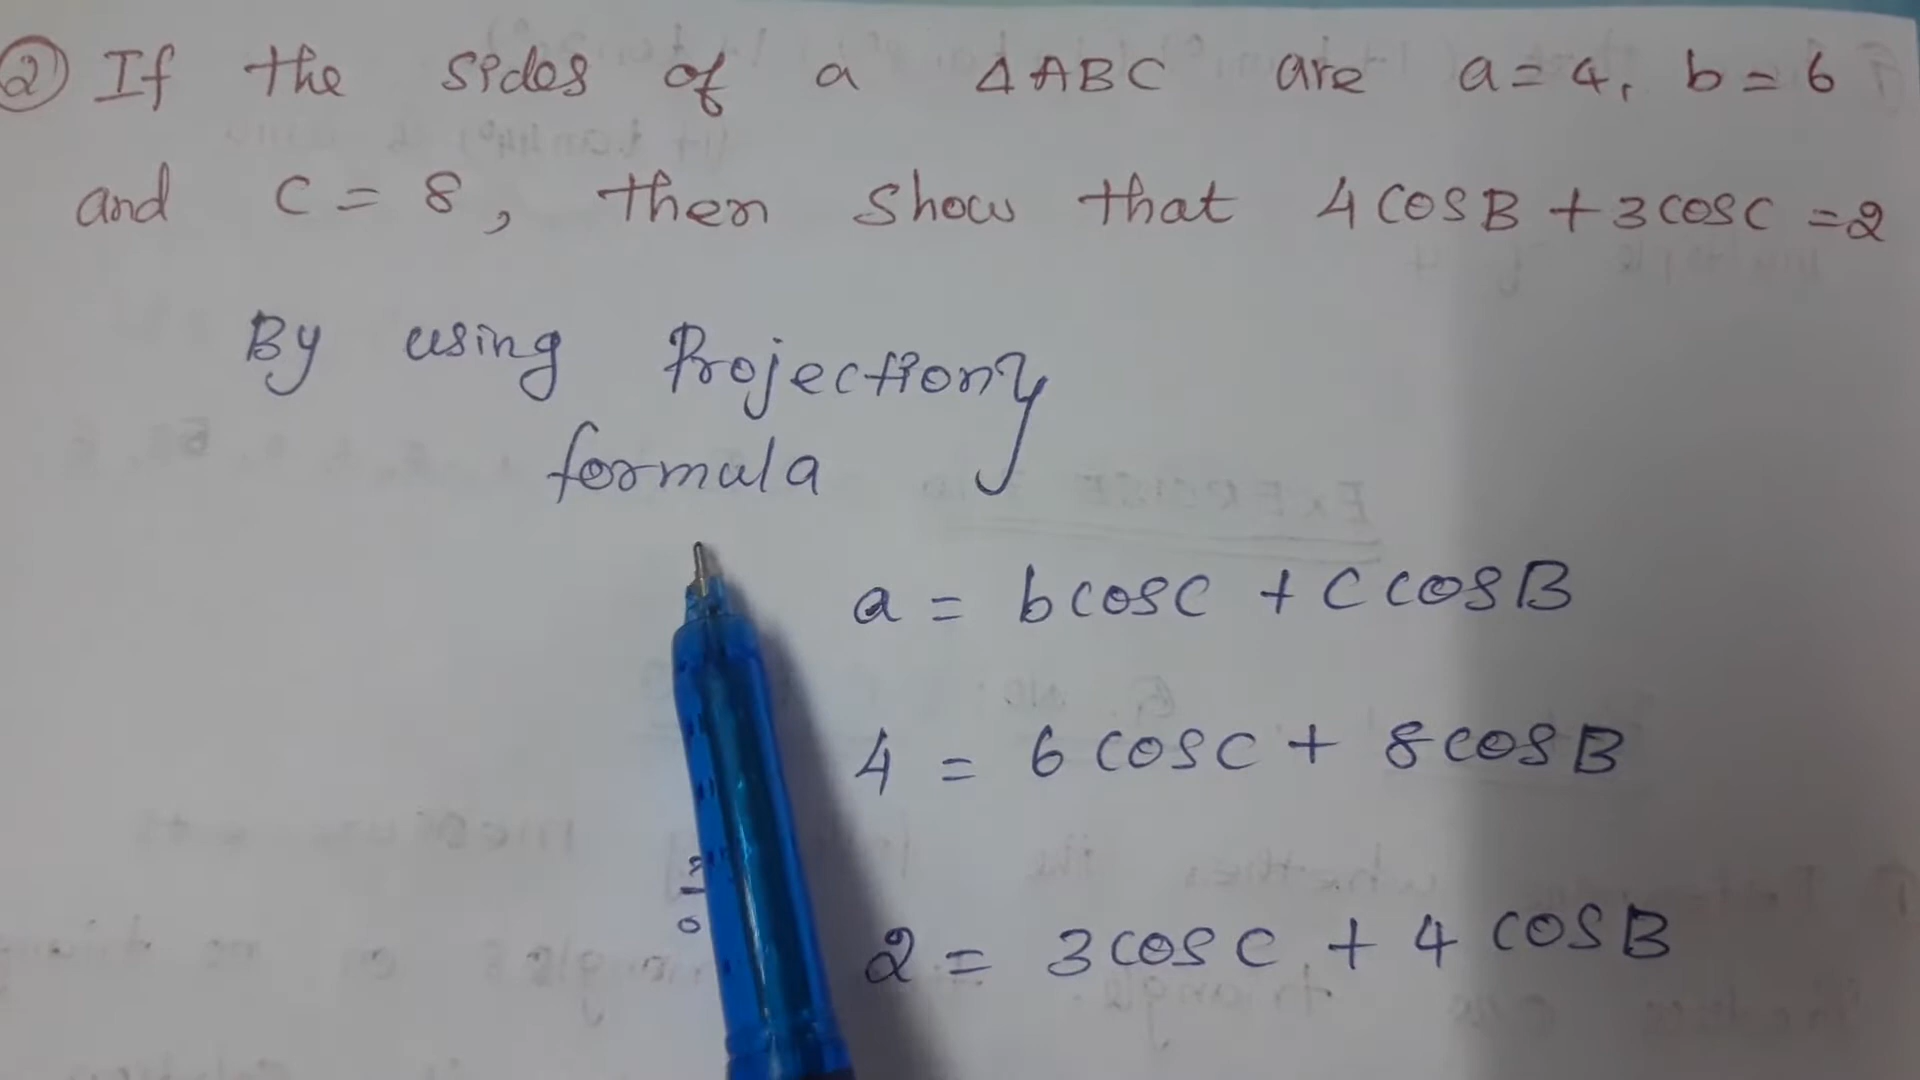 ② If the sides of a ΔABC are a = 4, b = 6
and c = 8, then show that 4 cos B + 3 cos C = 2
By using Projection
formula
a = b cos C + c cos B
4 = 6 cos C + 8 cos B
2 = 3 cos C + 4 cos B